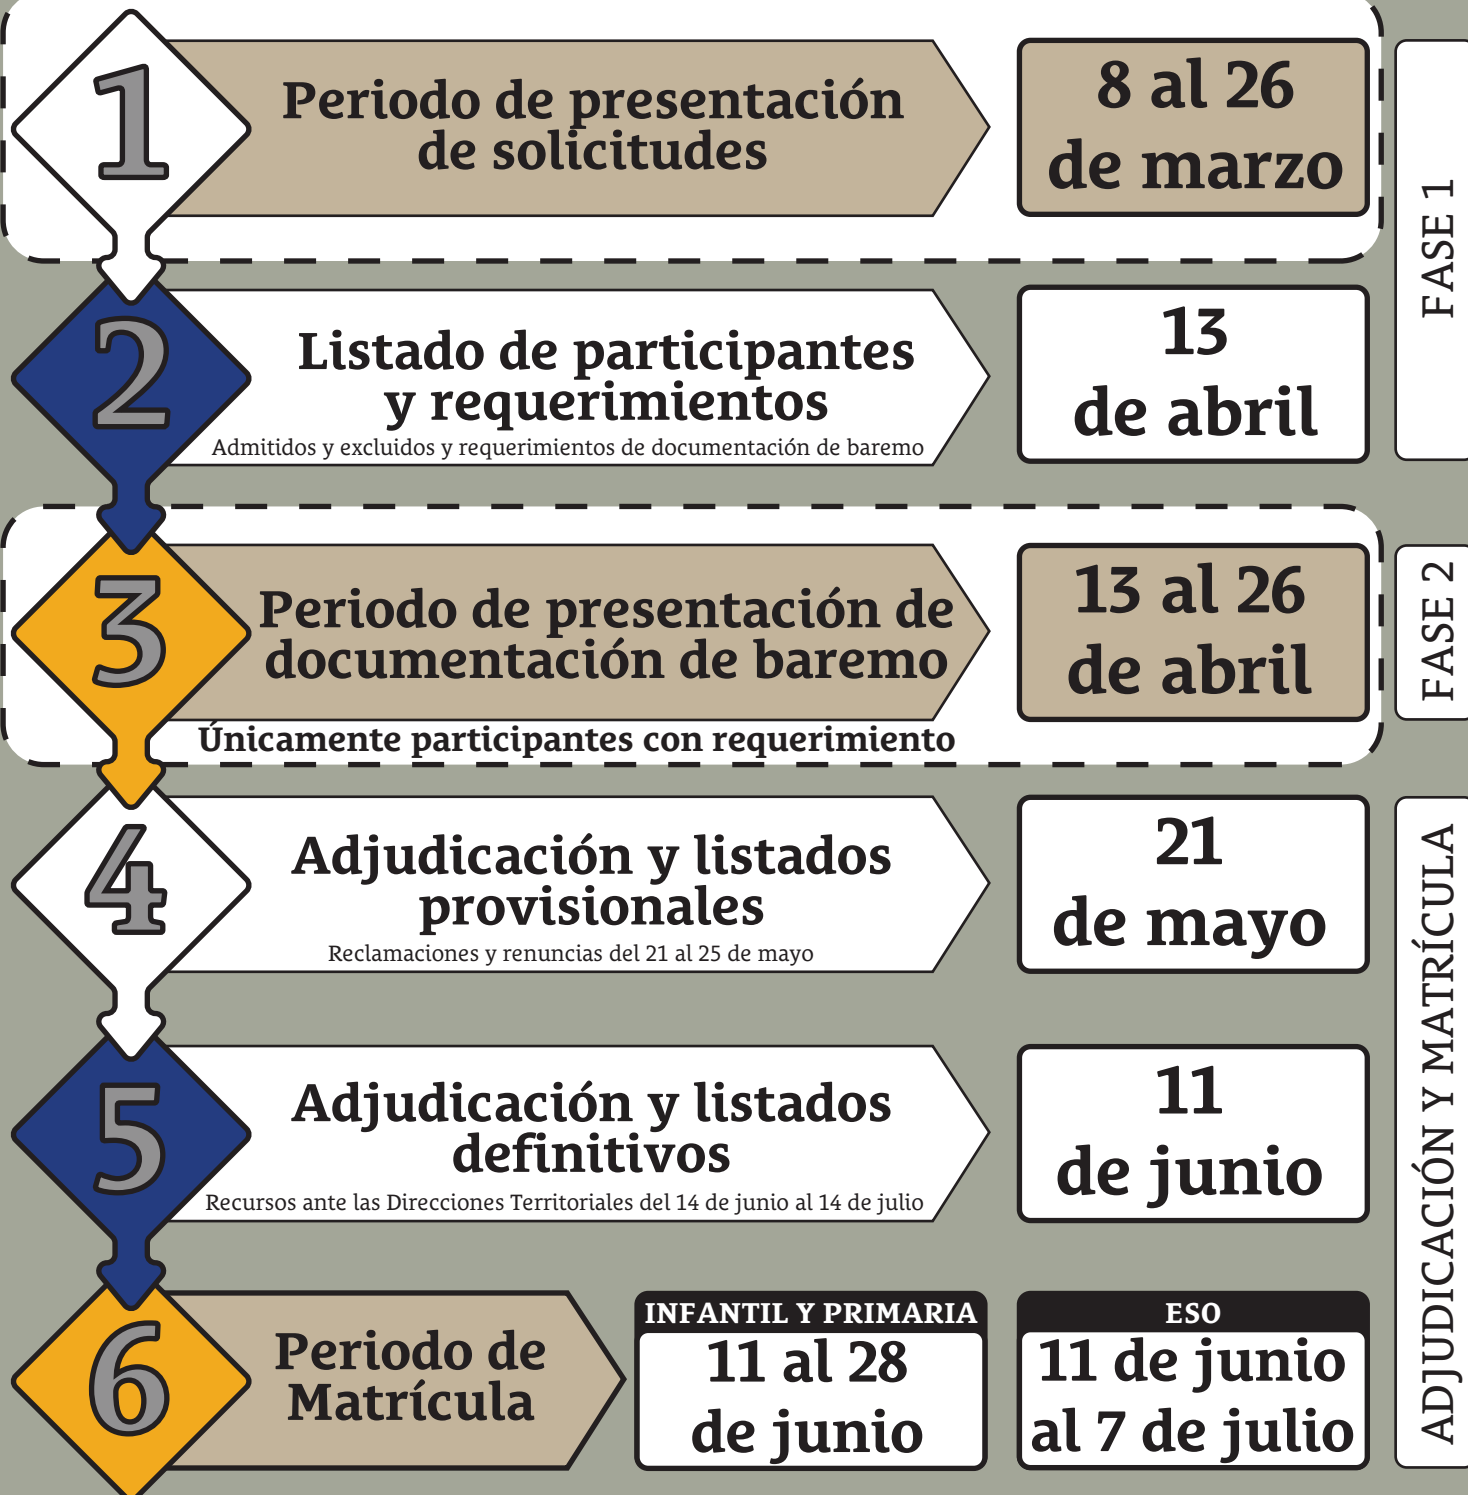 1
Periodo de presentación
de solicitudes
8 al 26
de marzo
FASE 1
2
Listado de participantes
y requerimientos
Admitidos y excluidos y requerimientos de documentación de baremo
13
de abril
3
Periodo de presentación de
documentación de baremo
Únicamente participantes con requerimiento
13 al 26
de abril
FASE 2
4
Adjudicación y listados
provisionales
Reclamaciones y renuncias del 21 al 25 de mayo
21
de mayo
ADJUDICACIÓN Y MATRÍCULA
5
Adjudicación y listados
definitivos
Recursos ante las Direcciones Territoriales del 14 de junio al 14 de julio
11
de junio
6
Periodo de
Matrícula
INFANTIL Y PRIMARIA
11 al 28
de junio
ESO
11 de junio
al 7 de julio